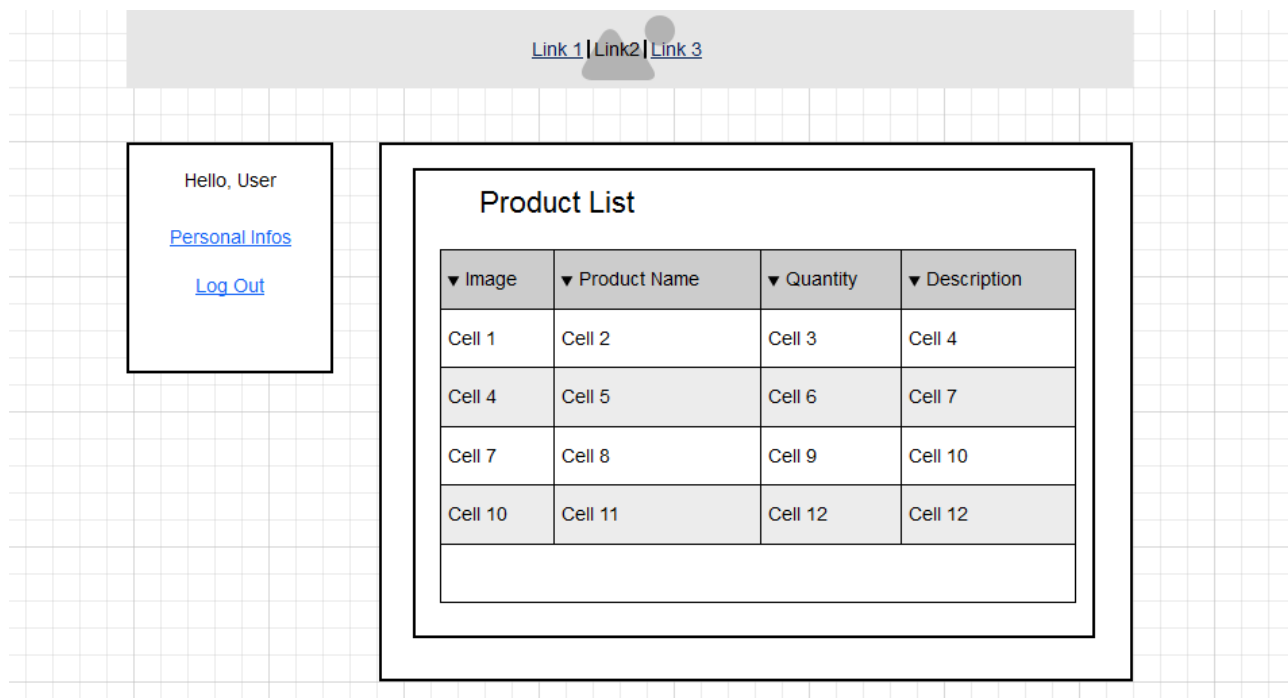 Link 1 | Link2 | Link 3
Hello, User
Personal Infos
Log Out
Product List
▼ Image ▼ Product Name ▼ Quantity ▼ Description
Cell 1 Cell 2 Cell 3 Cell 4
Cell 4 Cell 5 Cell 6 Cell 7
Cell 7 Cell 8 Cell 9 Cell 10
Cell 10 Cell 11 Cell 12 Cell 12